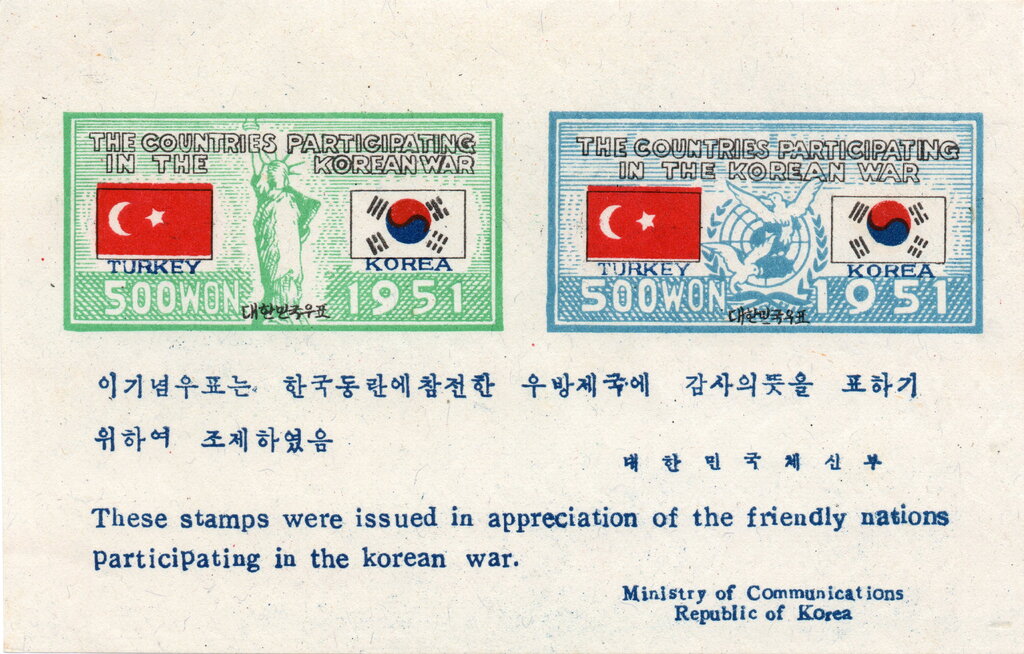 THE COUNTRIES PARTICIPATING
IN THE KOREAN WAR
TURKEY
KOREA
500WON 1951
대한민국우표
THE COUNTRIES PARTICIPATING
IN THE KOREAN WAR
TURKEY
KOREA
500WON 1951
대한민국우표
이기념우표는 한국동란에참전한 우방제국에 감사의뜻을 표하기
위하여 조제하였음
대한민국체신부
These stamps were issued in appreciation of the friendly nations
participating in the korean war.
Ministry of Communications
Republic of Korea